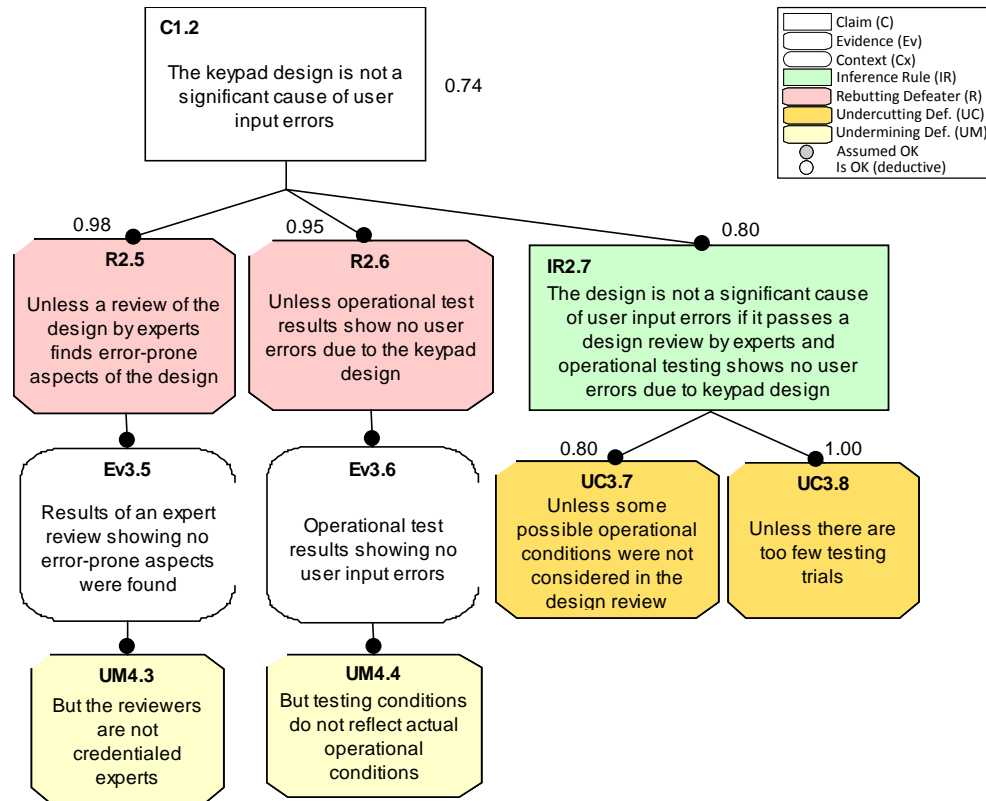 C1.2
The keypad design is not a
significant cause of user
input errors
0.74
Claim (C)
Evidence (Ev)
Context (Cx)
Inference Rule (IR)
Rebutting Defeater (R)
Undercutting Def. (UC)
Undermining Def. (UM)
Assumed OK
Is OK (deductive)
0.98
0.95
0.80
R2.5
Unless a review of the
design by experts
finds error-prone
aspects of the design
R2.6
Unless operational test
results show no user
errors due to the keypad
design
IR2.7
The design is not a significant cause
of user input errors if it passes a
design review by experts and
operational testing shows no user
errors due to keypad design
Ev3.5
Results of an expert
review showing no
error-prone aspects
were found
Ev3.6
Operational test
results showing no
user input errors
0.80
1.00
UC3.7
Unless some
possible operational
conditions were not
considered in the
design review
UC3.8
Unless there are
too few testing
trials
UM4.3
But the reviewers
are not
credentialed
experts
UM4.4
But testing conditions
do not reflect actual
operational
conditions